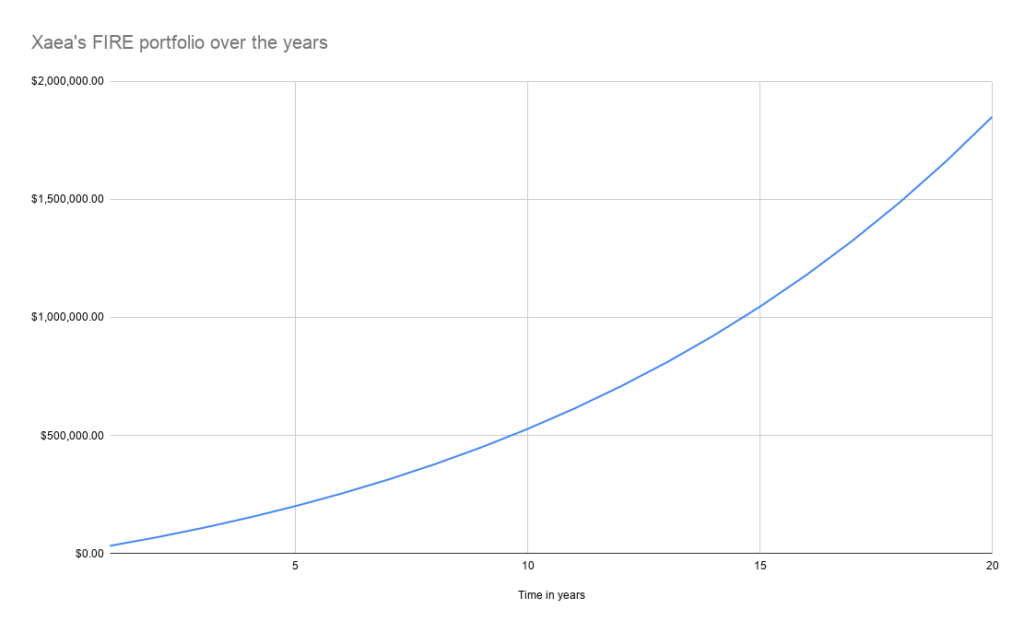 Xaea's FIRE portfolio over the years
$2,000,000.00
$1,500,000.00
$1,000,000.00
$500,000.00
$0.00
5 10 15 20
Time in years